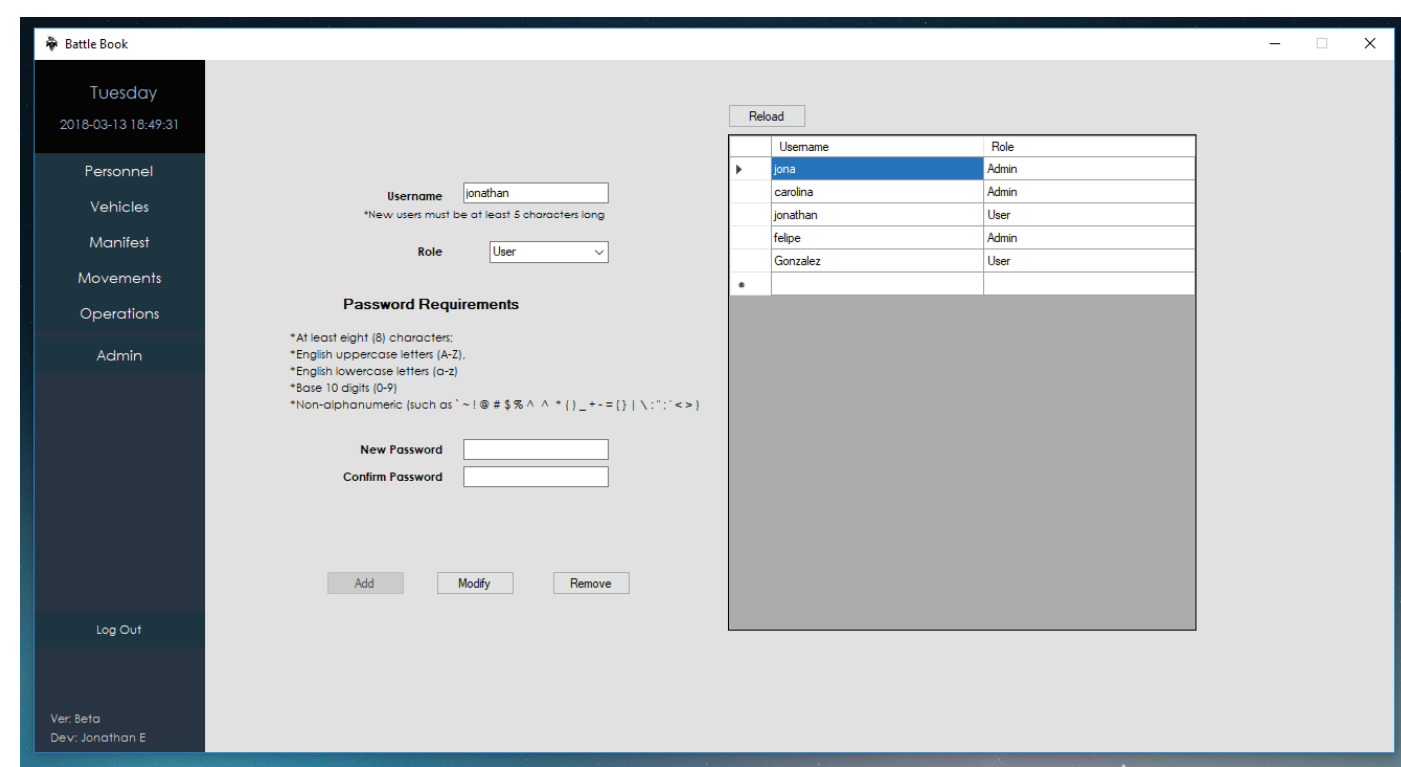 Battle Book
Tuesday
2018-03-13 18:49:31
Personnel
Vehicles
Manifest
Movements
Operations
Admin
Log Out
Ver: Beta
Dev: Jonathan E
Username jonathan
*New users must be at least 5 characters long
Role User
Password Requirements
*At least eight (8) characters;
*English uppercase letters (A-Z),
*English lowercase letters (a-z)
*Base 10 digits (0-9)
*Non-alphanumeric (such as ` ~ ! @ # $ % ^ ^ * ( ) _ + - = { } | \ : " ; ' < > )
New Password
Confirm Password
Add Modify Remove
Reload
Username Role
jona Admin
carolina Admin
jonathan User
felipe Admin
Gonzalez User